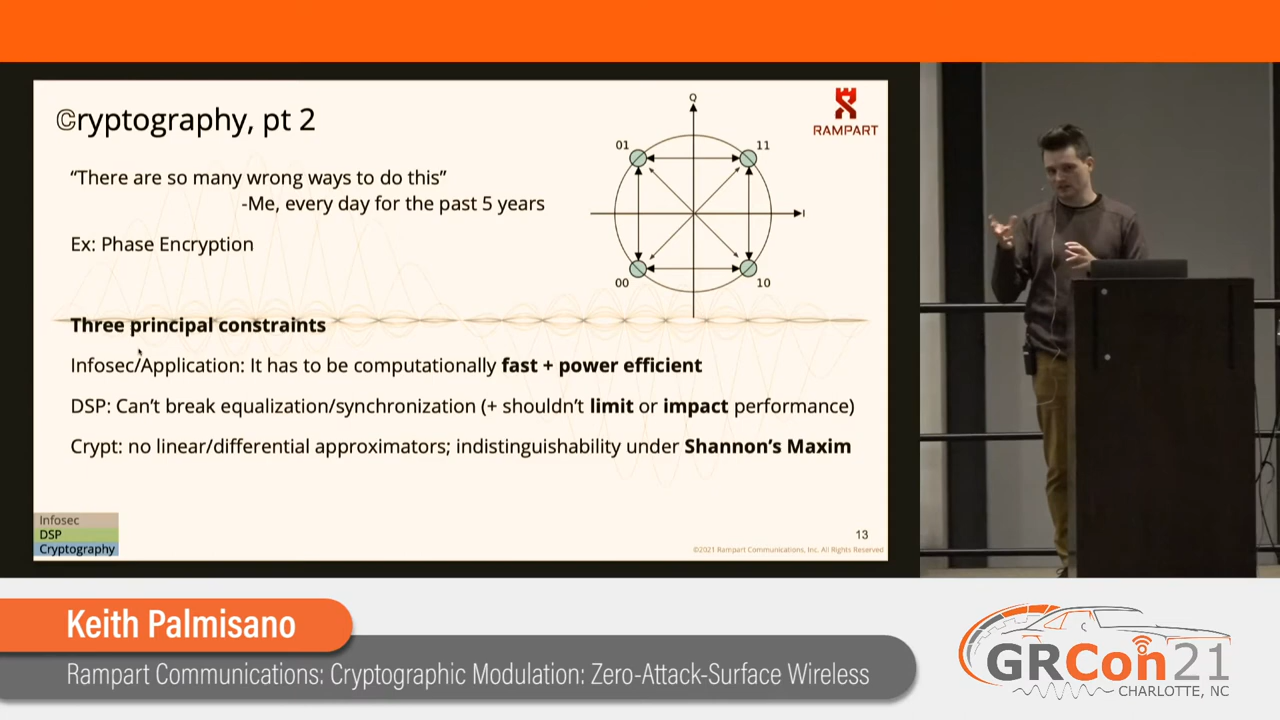 ©ryptography, pt 2
RAMPART
“There are so many wrong ways to do this”
-Me, every day for the past 5 years
Ex: Phase Encryption
Q
01
11
I
00
10
Three principal constraints
Infosec/Application: It has to be computationally fast + power efficient
DSP: Can’t break equalization/synchronization (+ shouldn’t limit or impact performance)
Crypt: no linear/differential approximators; indistinguishability under Shannon’s Maxim
Infosec
DSP
Cryptography
13
©2021 Rampart Communications, Inc. All Rights Reserved
Keith Palmisano
Rampart Communications: Cryptographic Modulation: Zero-Attack-Surface Wireless
GRCon21
CHARLOTTE, NC